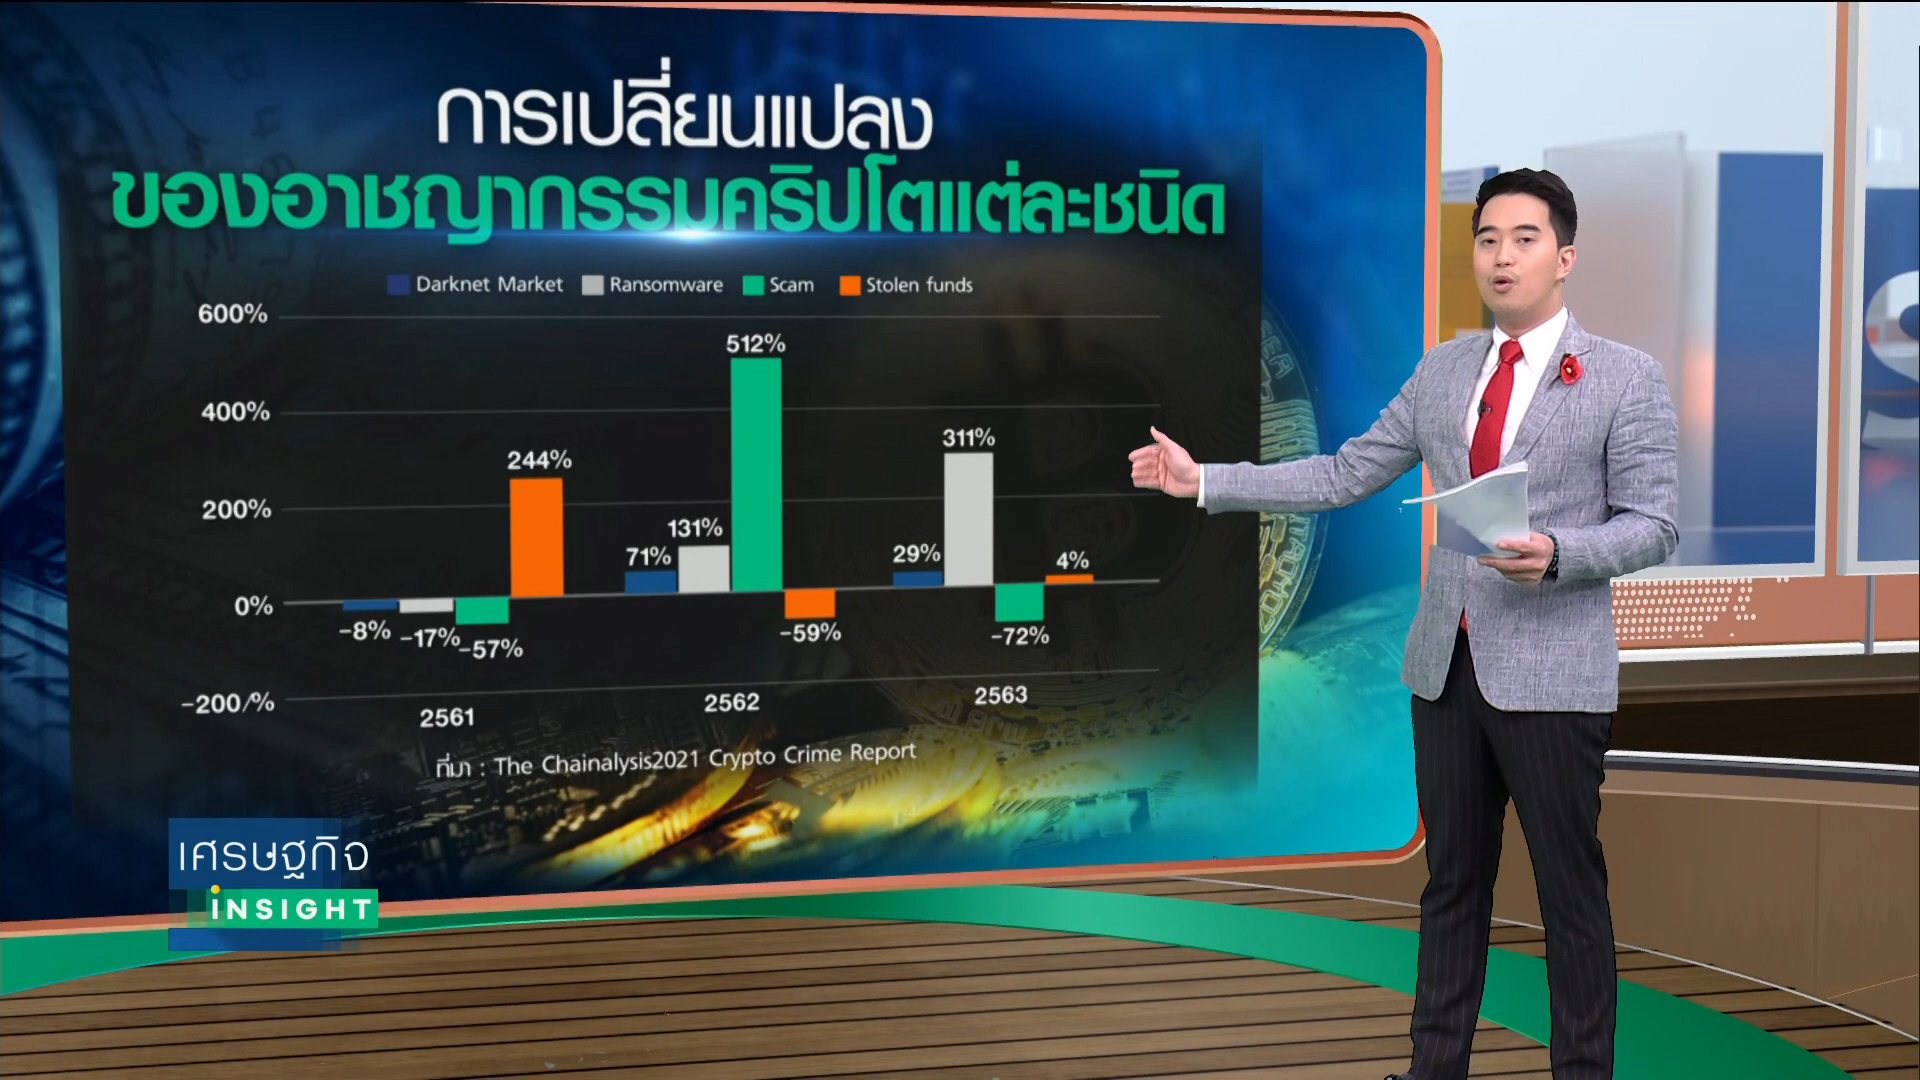 การเปลี่ยนแปลง
ของอาชญากรรมคริปโตแต่ละชนิด
Darknet Market Ransomware Scam Stolen funds
600%
400%
200%
0%
-200/%
-8% -17% -57% 244%
71% 131% 512% -59%
29% 311% -72% 4%
2561 2562 2563
ที่มา : The Chainalysis2021 Crypto Crime Report
เศรษฐกิจ
INSIGHT